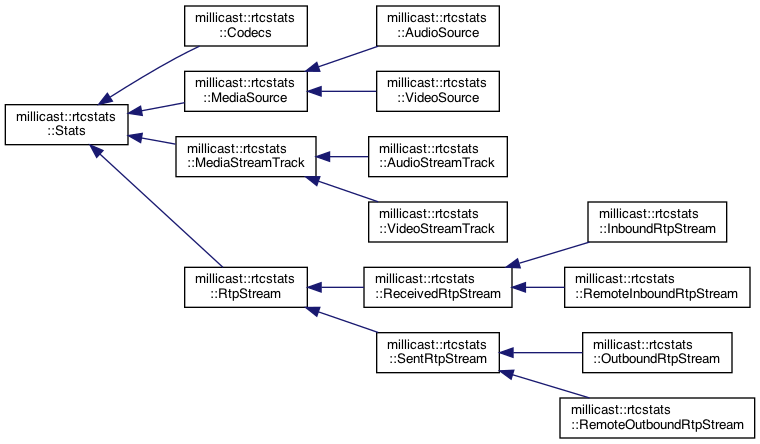 millicast::rtcstats
::Codecs
millicast::rtcstats
::AudioSource
millicast::rtcstats
::MediaSource
millicast::rtcstats
::VideoSource
millicast::rtcstats
::Stats
millicast::rtcstats
::MediaStreamTrack
millicast::rtcstats
::AudioStreamTrack
millicast::rtcstats
::VideoStreamTrack
millicast::rtcstats
::InboundRtpStream
millicast::rtcstats
::RtpStream
millicast::rtcstats
::ReceivedRtpStream
millicast::rtcstats
::RemoteInboundRtpStream
millicast::rtcstats
::SentRtpStream
millicast::rtcstats
::OutboundRtpStream
millicast::rtcstats
::RemoteOutboundRtpStream